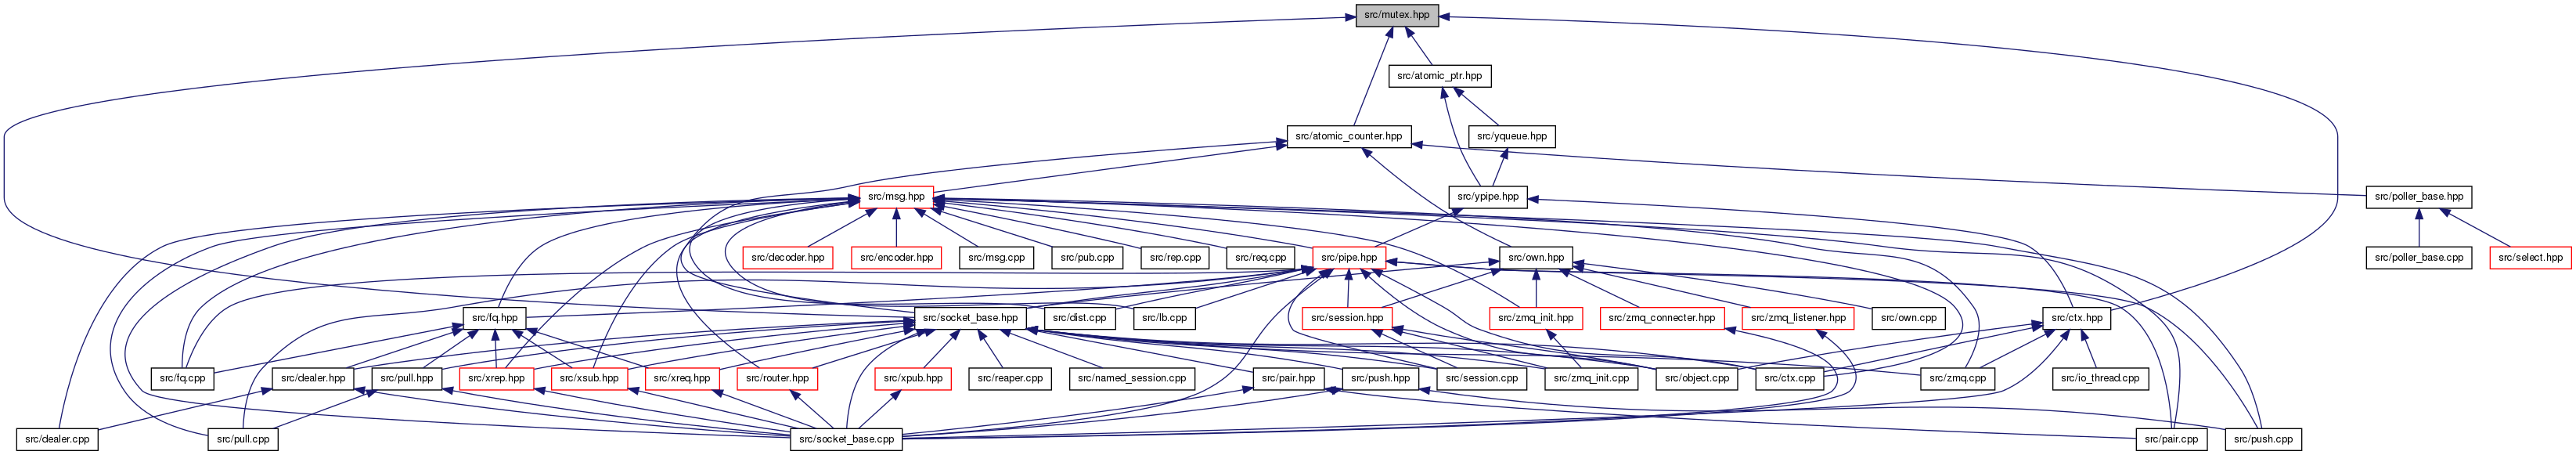 src/mutex.hpp
src/atomic_ptr.hpp
src/atomic_counter.hpp
src/yqueue.hpp
src/msg.hpp
src/ypipe.hpp
src/poller_base.hpp
src/decoder.hpp
src/encoder.hpp
src/msg.cpp
src/pub.cpp
src/rep.cpp
src/req.cpp
src/pipe.hpp
src/own.hpp
src/poller_base.cpp
src/select.hpp
src/fq.hpp
src/socket_base.hpp
src/dist.cpp
src/lb.cpp
src/session.hpp
src/zmq_init.hpp
src/zmq_connecter.hpp
src/zmq_listener.hpp
src/own.cpp
src/ctx.hpp
src/fq.cpp
src/dealer.hpp
src/pull.hpp
src/xrep.hpp
src/xsub.hpp
src/xreq.hpp
src/router.hpp
src/xpub.hpp
src/reaper.cpp
src/named_session.cpp
src/pair.hpp
src/push.hpp
src/session.cpp
src/zmq_init.cpp
src/object.cpp
src/ctx.cpp
src/zmq.cpp
src/io_thread.cpp
src/dealer.cpp
src/pull.cpp
src/socket_base.cpp
src/pair.cpp
src/push.cpp